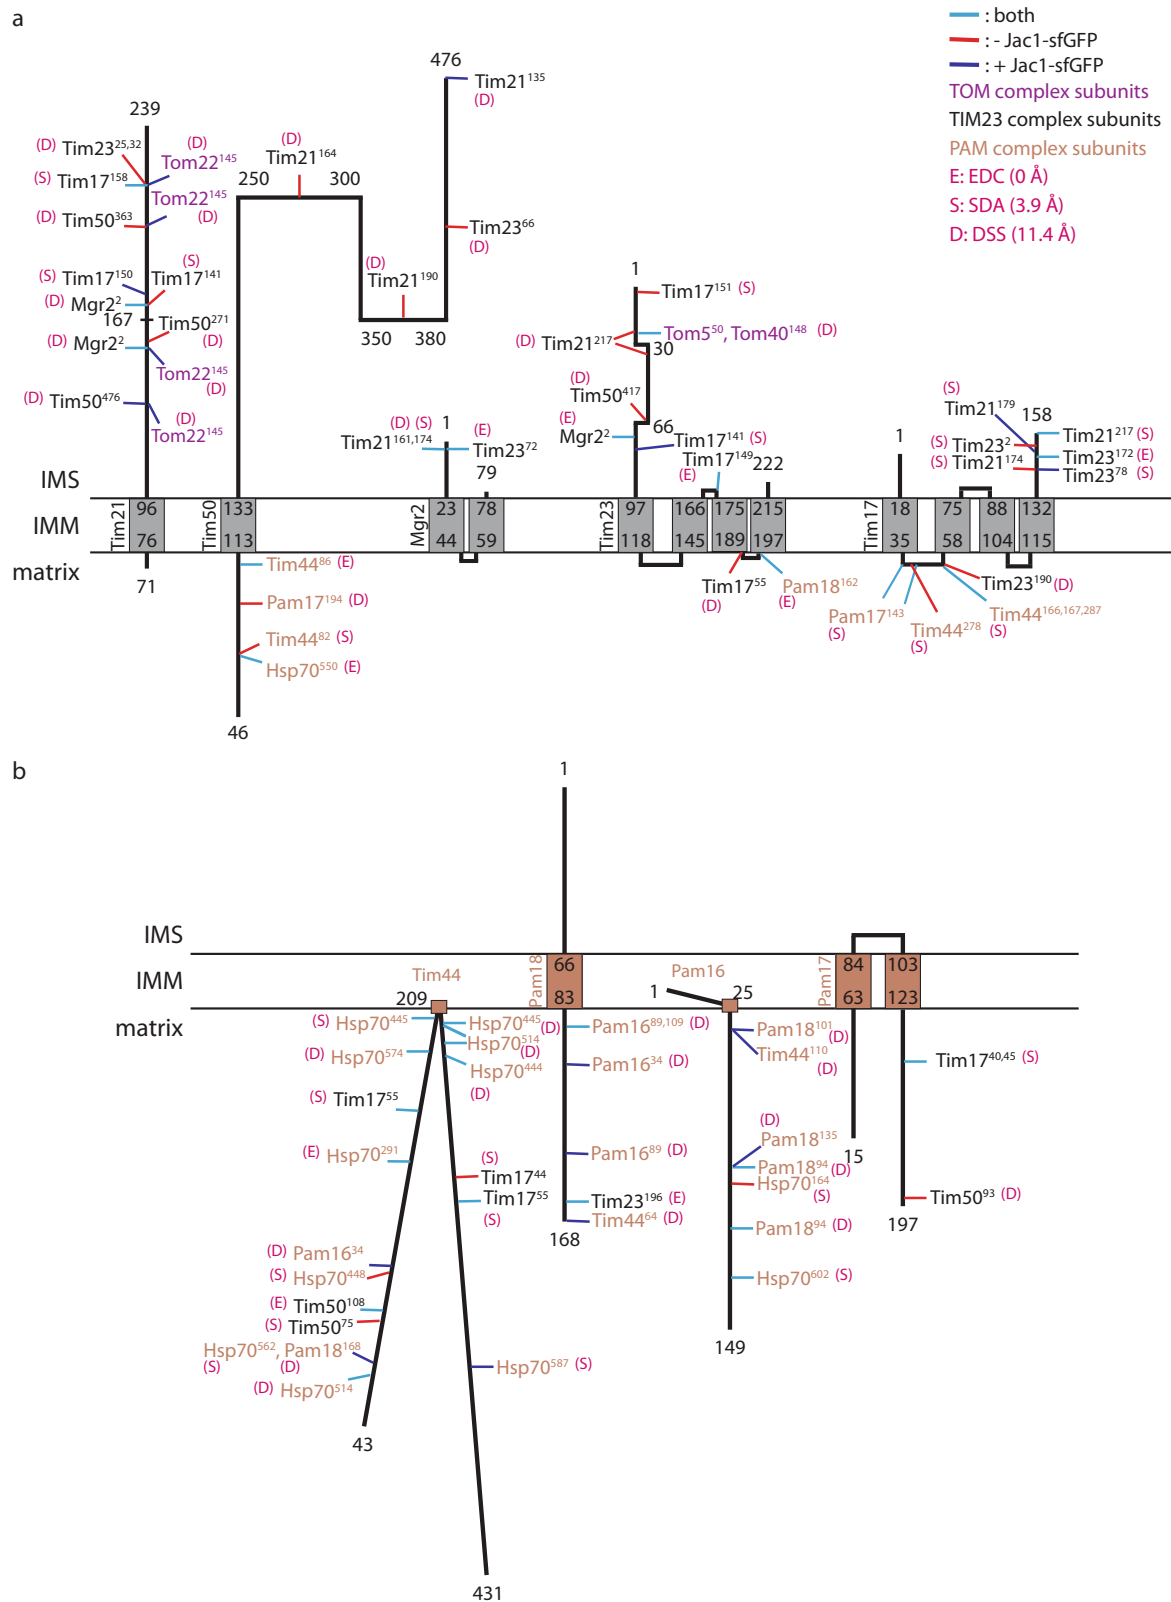 a
: both
: - Jac1-sfGFP
: + Jac1-sfGFP
TOM complex subunits
TIM23 complex subunits
PAM complex subunits
E: EDC (0 Å)
S: SDA (3.9 Å)
D: DSS (11.4 Å)
239
(D) Tim23²⁵,³²
(D)
Tom22¹⁴⁵
(S) Tim17¹⁵⁸
Tom22¹⁴⁵
(D)
(D) Tim50³⁶³
(S)
(S) Tim17¹⁵⁰
Tim17¹⁴¹
(D) Mgr2²
167
Tim50²⁷¹
(D)
(D) Mgr2²
Tom22¹⁴⁵
(D)
(D) Tim50⁴⁷⁶
(D)
Tom22¹⁴⁵
(D)
Tim21¹⁶⁴
250
300
476
Tim21¹³⁵
(D)
Tim23⁶⁶
(D)
(D)
Tim21¹⁹⁰
350
380
1
Tim17¹⁵¹ (S)
Tom5⁵⁰, Tom40¹⁴⁸ (D)
(D) Tim21²¹⁷
30
(D)
Tim50⁴¹⁷
(E)
Mgr2²
66
Tim17¹⁴¹ (S)
Tim17¹⁴⁹
(E)
222
(D) (S)
1
(E)
Tim21¹⁶¹,¹⁷⁴
Tim23⁷²
79
1
(S)
Tim21¹⁷⁹
158
Tim21²¹⁷ (S)
(S) Tim23²
Tim23¹⁷² (E)
(S) Tim21¹⁷⁴
Tim23⁷⁸ (S)
IMS
IMM
matrix
Tim21
96
76
71
Tim50
133
113
Mgr2
23
44
78
59
Tim23
97
118
166
145
175
189
215
197
Tim17
18
35
75
58
88
104
132
115
Tim44⁸⁶ (E)
Pam17¹⁹⁴ (D)
Tim44⁸² (S)
Hsp70⁵⁵⁰ (E)
46
Tim17⁵⁵
(D)
Pam18¹⁶²
(E)
Pam17¹⁴³
(S)
Tim44²⁷⁸
(S)
Tim23¹⁹⁰ (D)
Tim44¹⁶⁶,¹⁶⁷,²⁸⁷
(S)
b
1
IMS
IMM
matrix
Tim44
209
Pam18
66
83
Pam16
1
25
Pam17
84
63
103
123
(S) Hsp70⁴⁴⁵
Hsp70⁴⁴⁵
(D)
(D) Hsp70⁵⁷⁴
Hsp70⁵¹⁴
(D)
Hsp70⁴⁴⁴
(D)
(S) Tim17⁵⁵
(E) Hsp70²⁹¹
(S)
Tim17⁴⁴
Tim17⁵⁵
(S)
(D) Pam16³⁴
(S) Hsp70⁴⁴⁸
(E) Tim50¹⁰⁸
(S) Tim50⁷⁵
Hsp70⁵⁶², Pam18¹⁶⁸
(S)
(D)
(D) Hsp70⁵¹⁴
43
Hsp70⁵⁸⁷ (S)
431
Pam16⁸⁹,¹⁰⁹ (D)
Pam16³⁴ (D)
Pam16⁸⁹ (D)
Tim23¹⁹⁶ (E)
Tim44⁶⁴ (D)
168
Pam18¹⁰¹
(D)
Tim44¹¹⁰
(D)
(D)
Pam18¹³⁵
Pam18⁹⁴
(D)
Hsp70¹⁶⁴
(S)
Pam18⁹⁴ (D)
Hsp70⁶⁰² (S)
149
15
Tim17⁴⁰,⁴⁵ (S)
Tim50⁹³ (D)
197